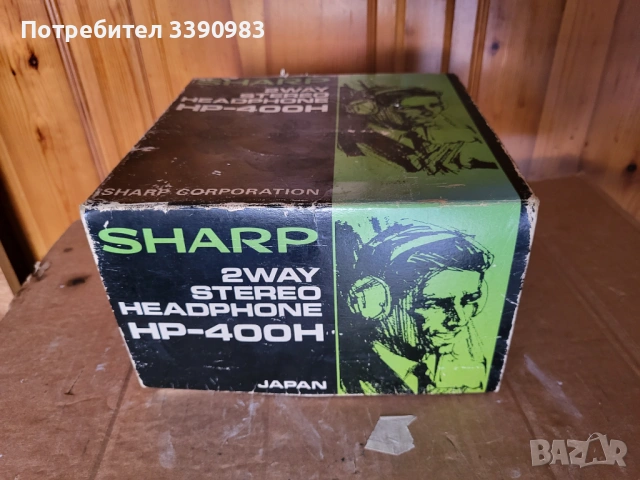 Потребител 3390983
SHARP
2WAY
STEREO
HEADPHONE
HP-400H
SHARP CORPORATION
SHARP
2WAY
STEREO
HEADPHONE
HP-400H
JAPAN
BAZAR